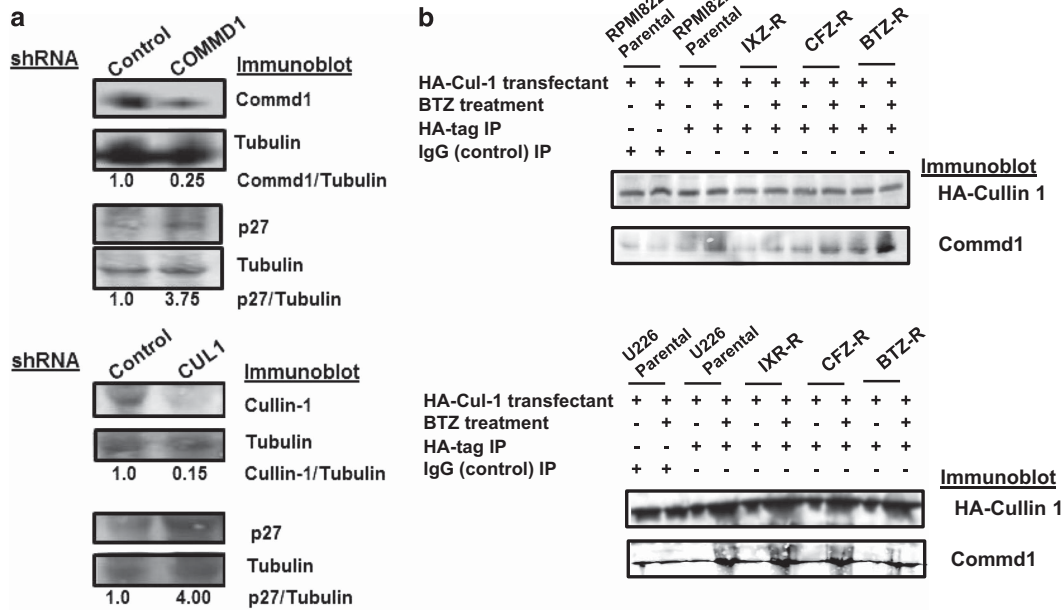 a
shRNA
Control
COMMD1
Immunoblot
Commd1
Tubulin
1.0 0.25 Commd1/Tubulin
p27
Tubulin
1.0 3.75 p27/Tubulin
shRNA
Control
CUL1
Immunoblot
Cullin-1
Tubulin
1.0 0.15 Cullin-1/Tubulin
p27
Tubulin
1.0 4.00 p27/Tubulin
b
Parental
Parental
IXZ-R
CFZ-R
BTZ-R
HA-Cul-1 transfectant + + + + + + + + + +
BTZ treatment - + - + - + - + - +
HA-tag IP - - + + + + + + + +
IgG (control) IP + + - - - - - - - -
Immunoblot
HA-Cullin 1
Commd1
U226
Parental
U226
Parental
IXR-R
CFZ-R
BTZ-R
HA-Cul-1 transfectant + + + + + + + + + +
BTZ treatment - + - + - + - + - +
HA-tag IP - - + + + + + + + +
IgG (control) IP + + - - - - - - - -
Immunoblot
HA-Cullin 1
Commd1